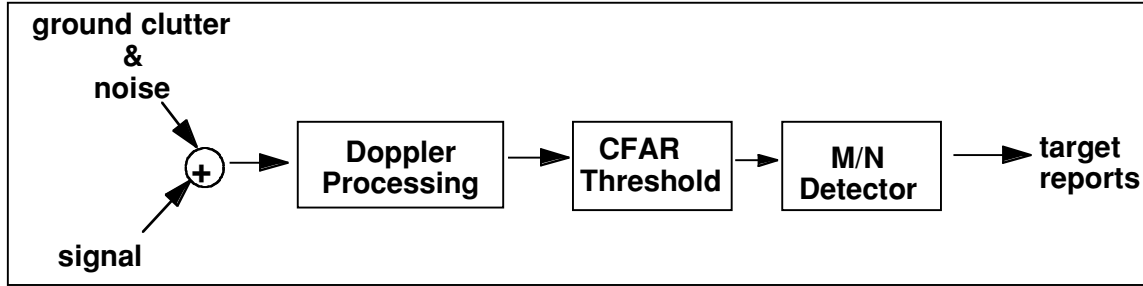 ground clutter
&
noise
+
signal
Doppler
Processing
CFAR
Threshold
M/N
Detector
target
reports